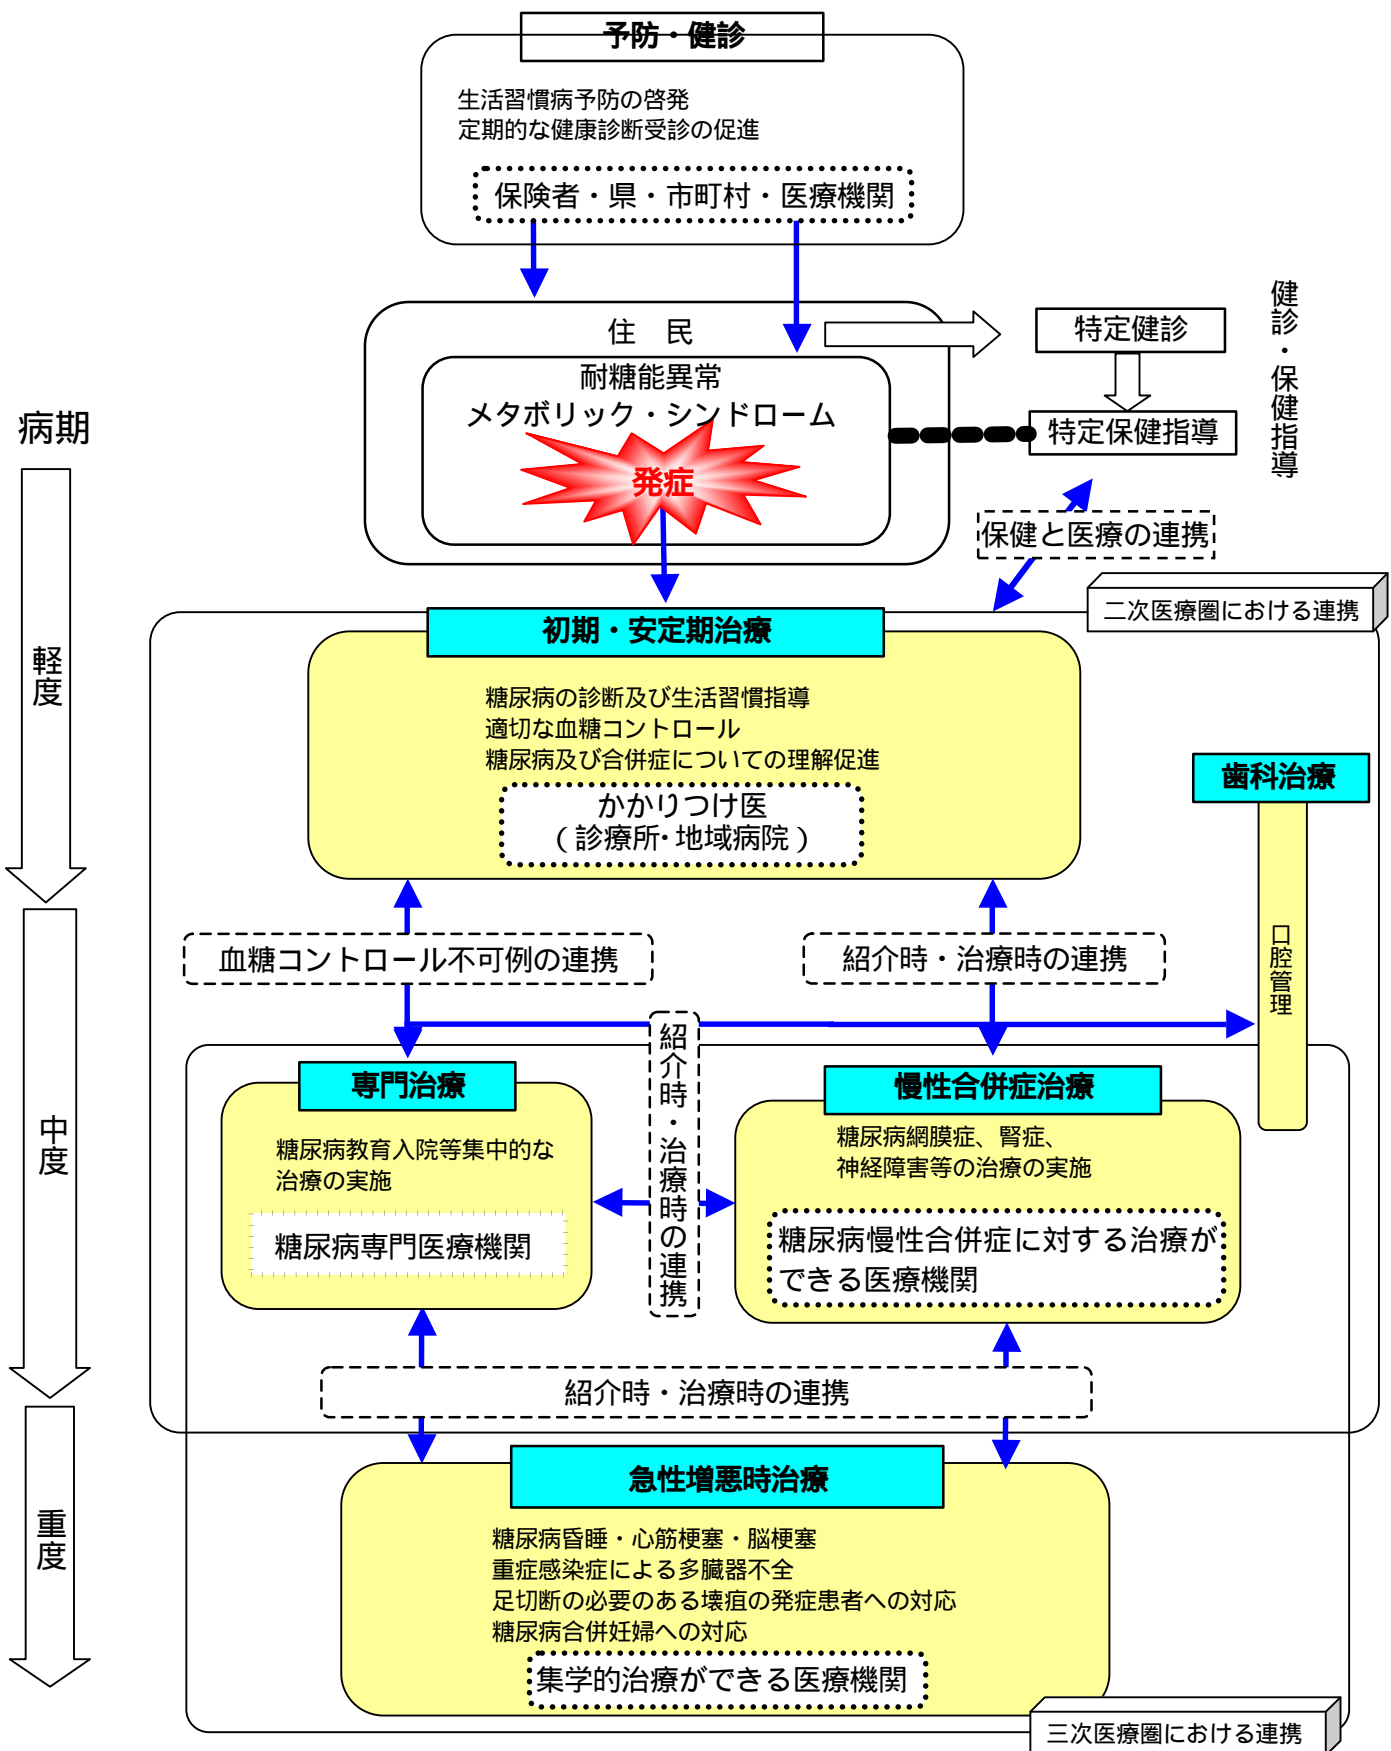 予防・健診
生活習慣病予防の啓発
定期的な健康診断受診の促進
保険者・県・市町村・医療機関
住 民
耐糖能異常
メタボリック・シンドローム
発症
特定健診
特定保健指導
健診・保健指導
保健と医療の連携
病期
軽度
中度
重度
二次医療圏における連携
初期・安定期治療
糖尿病の診断及び生活習慣指導
適切な血糖コントロール
糖尿病及び合併症についての理解促進
かかりつけ医
(診療所・地域病院)
歯科治療
口腔管理
血糖コントロール不可例の連携
紹介時・治療時の連携
紹介時・治療時の連携
専門治療
糖尿病教育入院等集中的な
治療の実施
糖尿病専門医療機関
慢性合併症治療
糖尿病網膜症、腎症、
神経障害等の治療の実施
糖尿病慢性合併症に対する治療が
できる医療機関
紹介時・治療時の連携
急性増悪時治療
糖尿病昏睡・心筋梗塞・脳梗塞
重症感染症による多臓器不全
足切断の必要のある壊疽の発症患者への対応
糖尿病合併妊婦への対応
集学的治療ができる医療機関
三次医療圏における連携